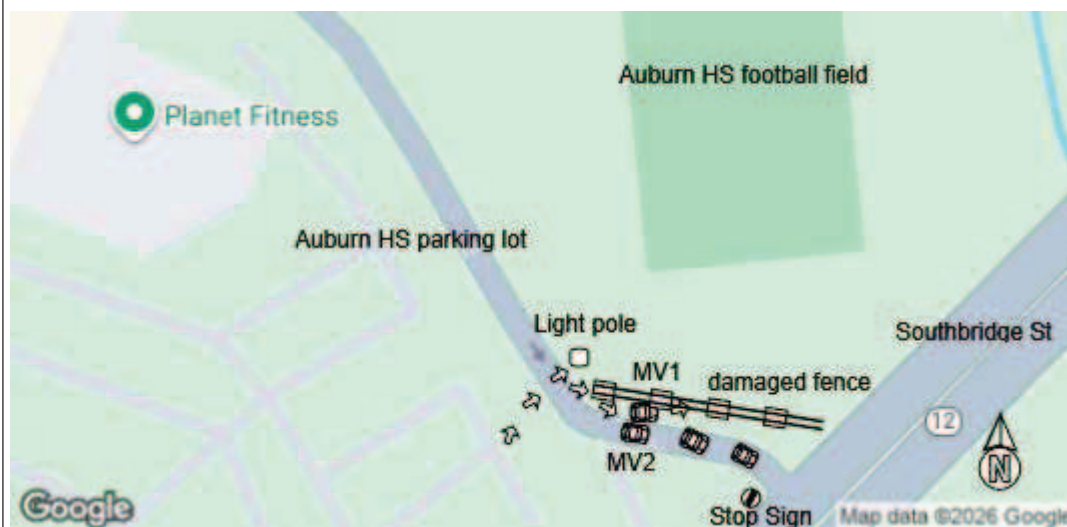 Auburn HS football field
Planet Fitness
Auburn HS parking lot
Light pole
Southbridge St
MV1
damaged fence
12
MV2
N
Stop Sign
Google
Map data ©2026 Google